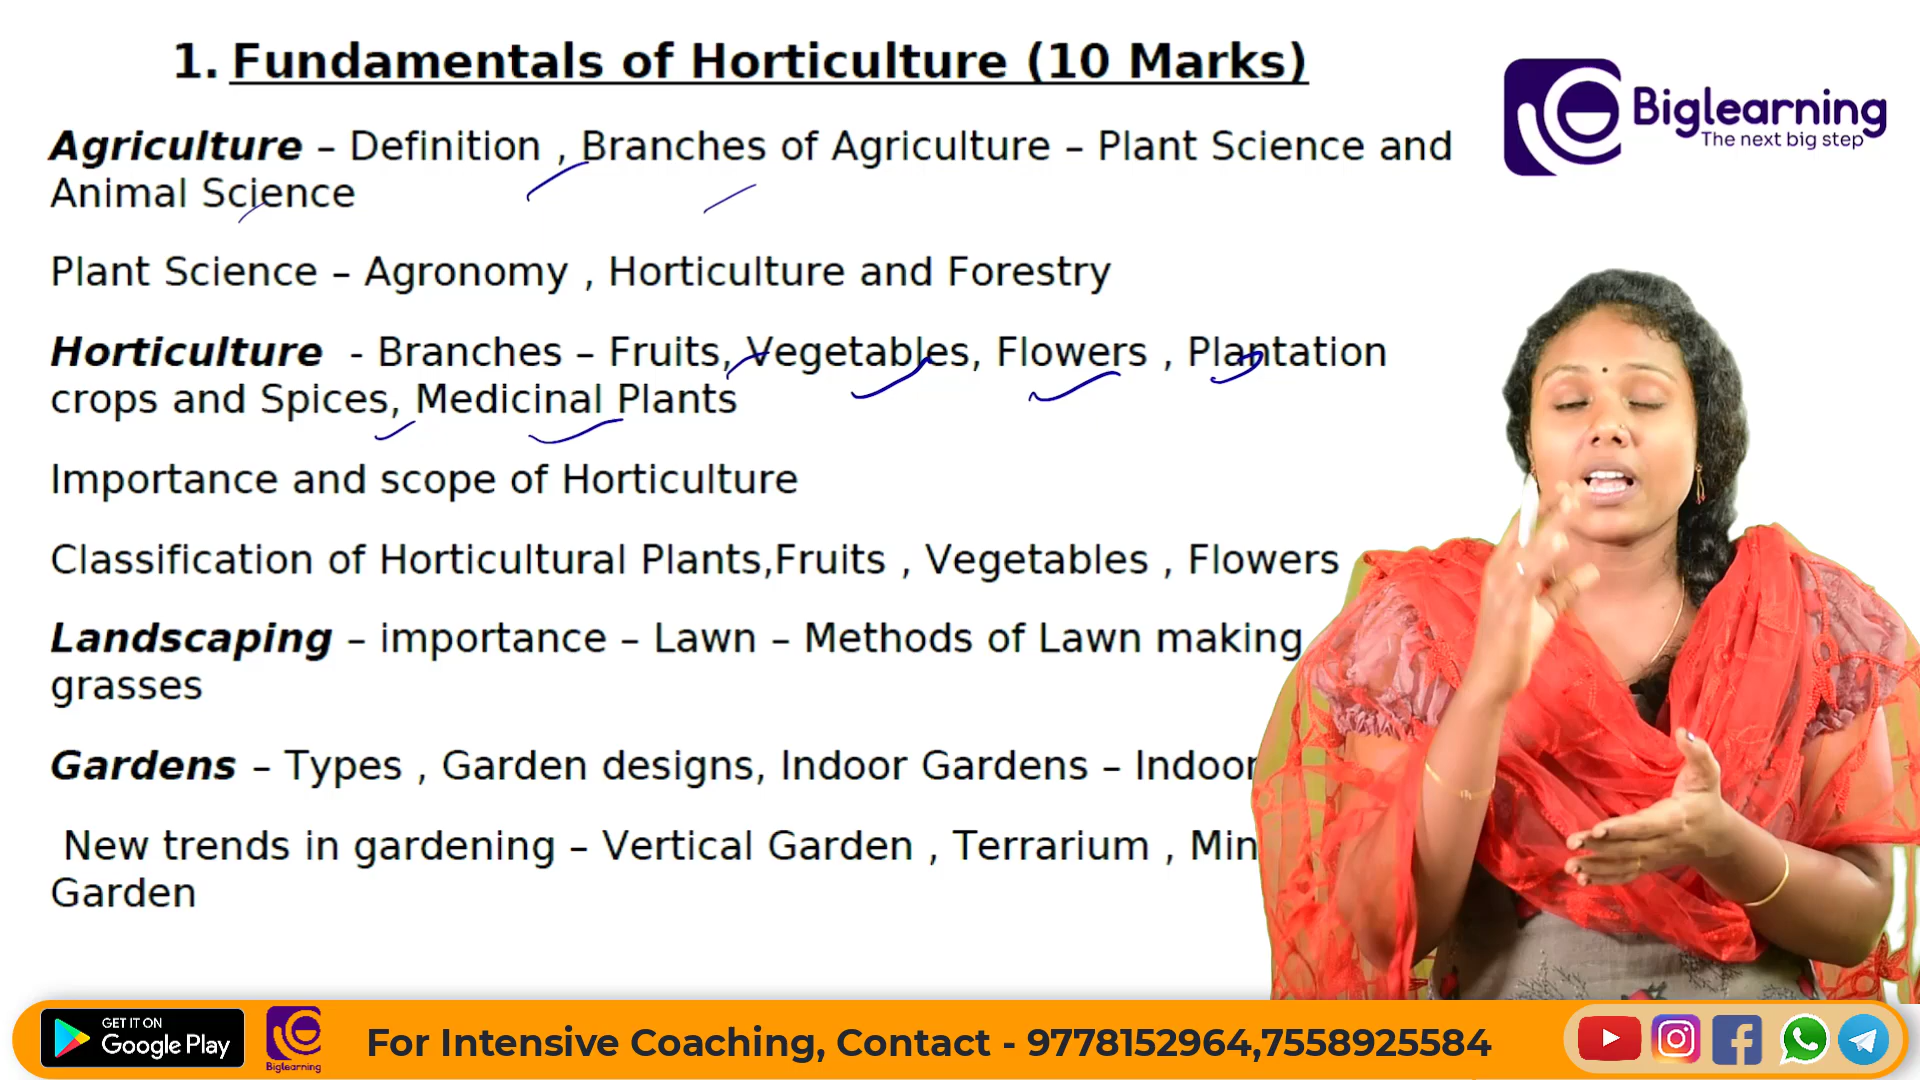 1. Fundamentals of Horticulture (10 Marks)
Biglearning
The next big step
Agriculture – Definition , Branches of Agriculture – Plant Science and
Animal Science
Plant Science – Agronomy , Horticulture and Forestry
Horticulture - Branches – Fruits, Vegetables, Flowers , Plantation
crops and Spices, Medicinal Plants
Importance and scope of Horticulture
Classification of Horticultural Plants,Fruits , Vegetables , Flowers
Landscaping – importance – Lawn – Methods of Lawn making
grasses
Gardens – Types , Garden designs, Indoor Gardens – Indoor
New trends in gardening – Vertical Garden , Terrarium , Min
Garden
GET IT ON
Google Play
Biglearning
For Intensive Coaching, Contact - 9778152964,7558925584